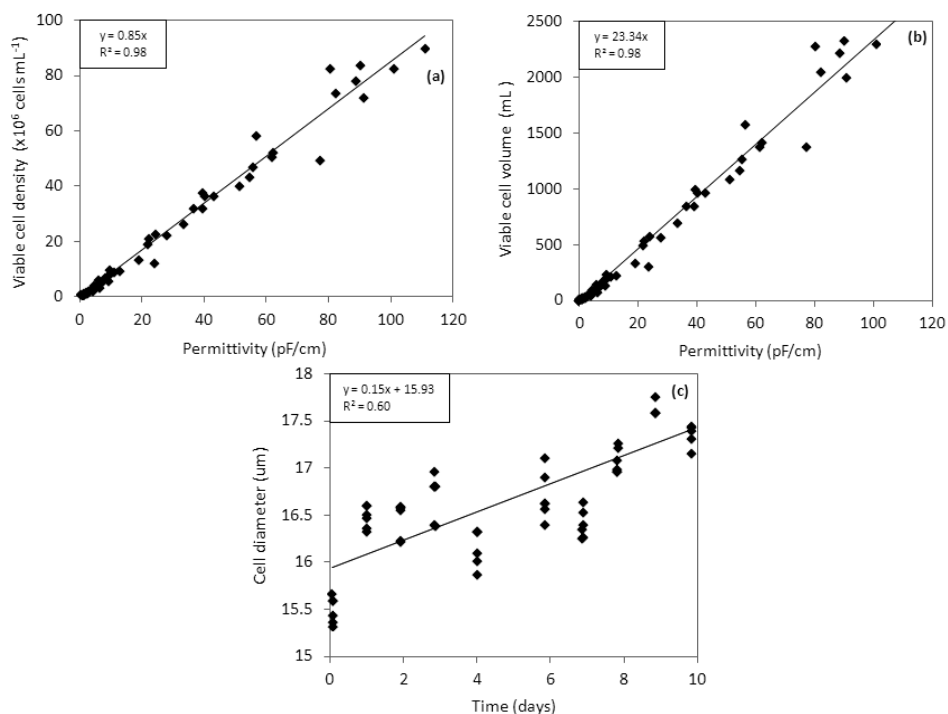 y = 0.85x
R² = 0.98
(a)
Viable cell density
(x10⁶ cells mL⁻¹)
100
80
60
40
20
0
0 20 40 60 80 100 120
Permittivity (pF/cm)
y = 23.34x
R² = 0.98
(b)
Viable cell volume
(mL)
2500
2000
1500
1000
500
0
0 20 40 60 80 100 120
Permittivity (pF/cm)
y = 0.15x + 15.93
R² = 0.60
(c)
Cell diameter (um)
18
17.5
17
16.5
16
15.5
15
0 2 4 6 8 10
Time (days)